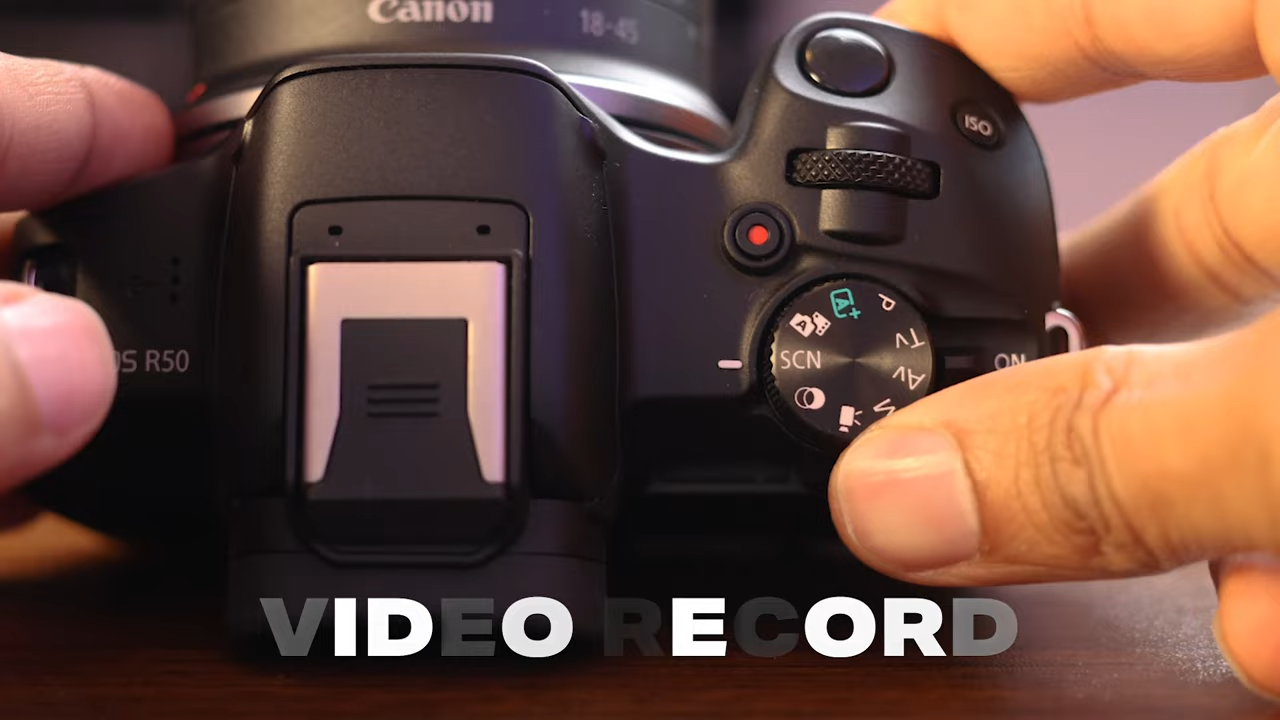 Canon
18-45
ISO
A+
P
A
Tv
SCN
Av
ON
OS R50
VIDEO RECORD